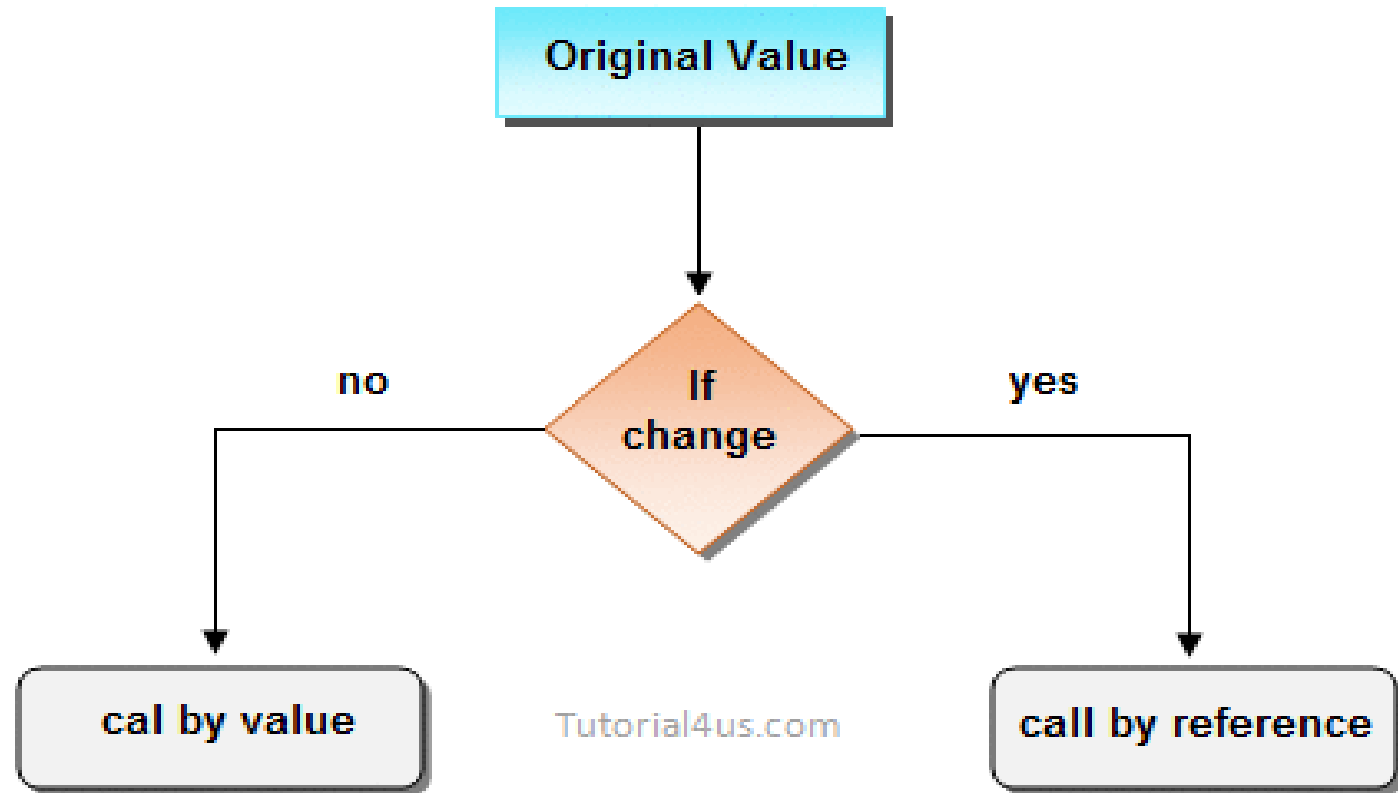 Original Value
If
change
no
yes
cal by value
call by reference
Tutorial4us.com